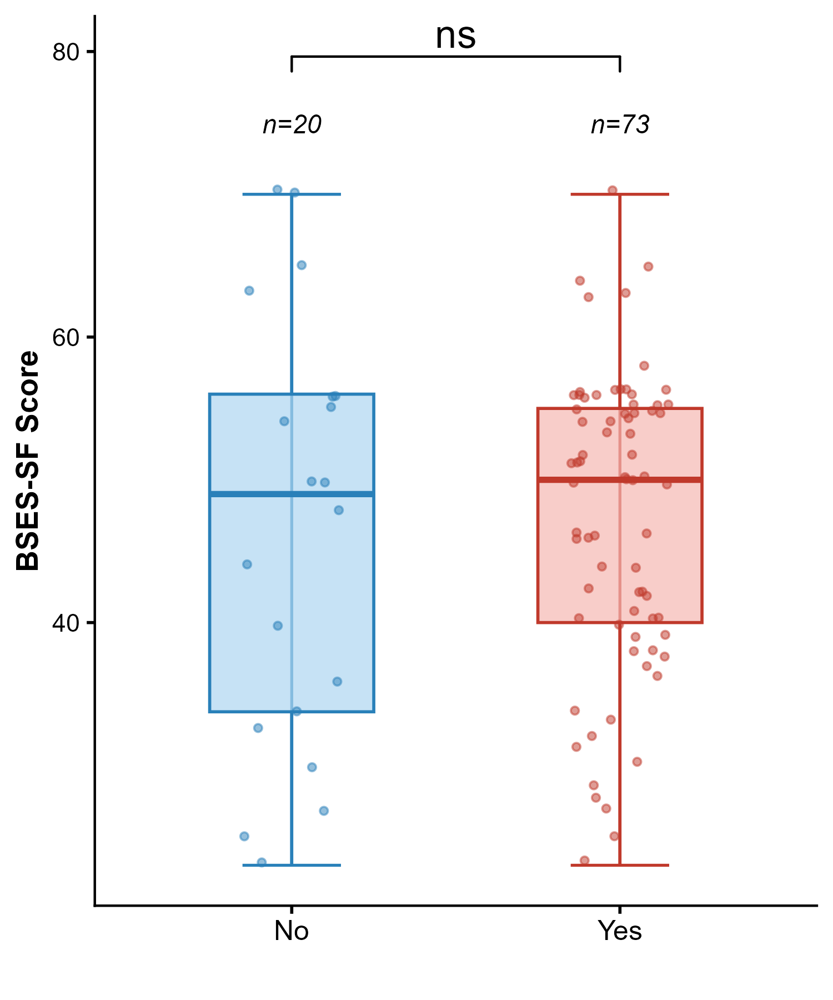 ns
n=20
n=73
80
60
40
BSES-SF Score
No
Yes